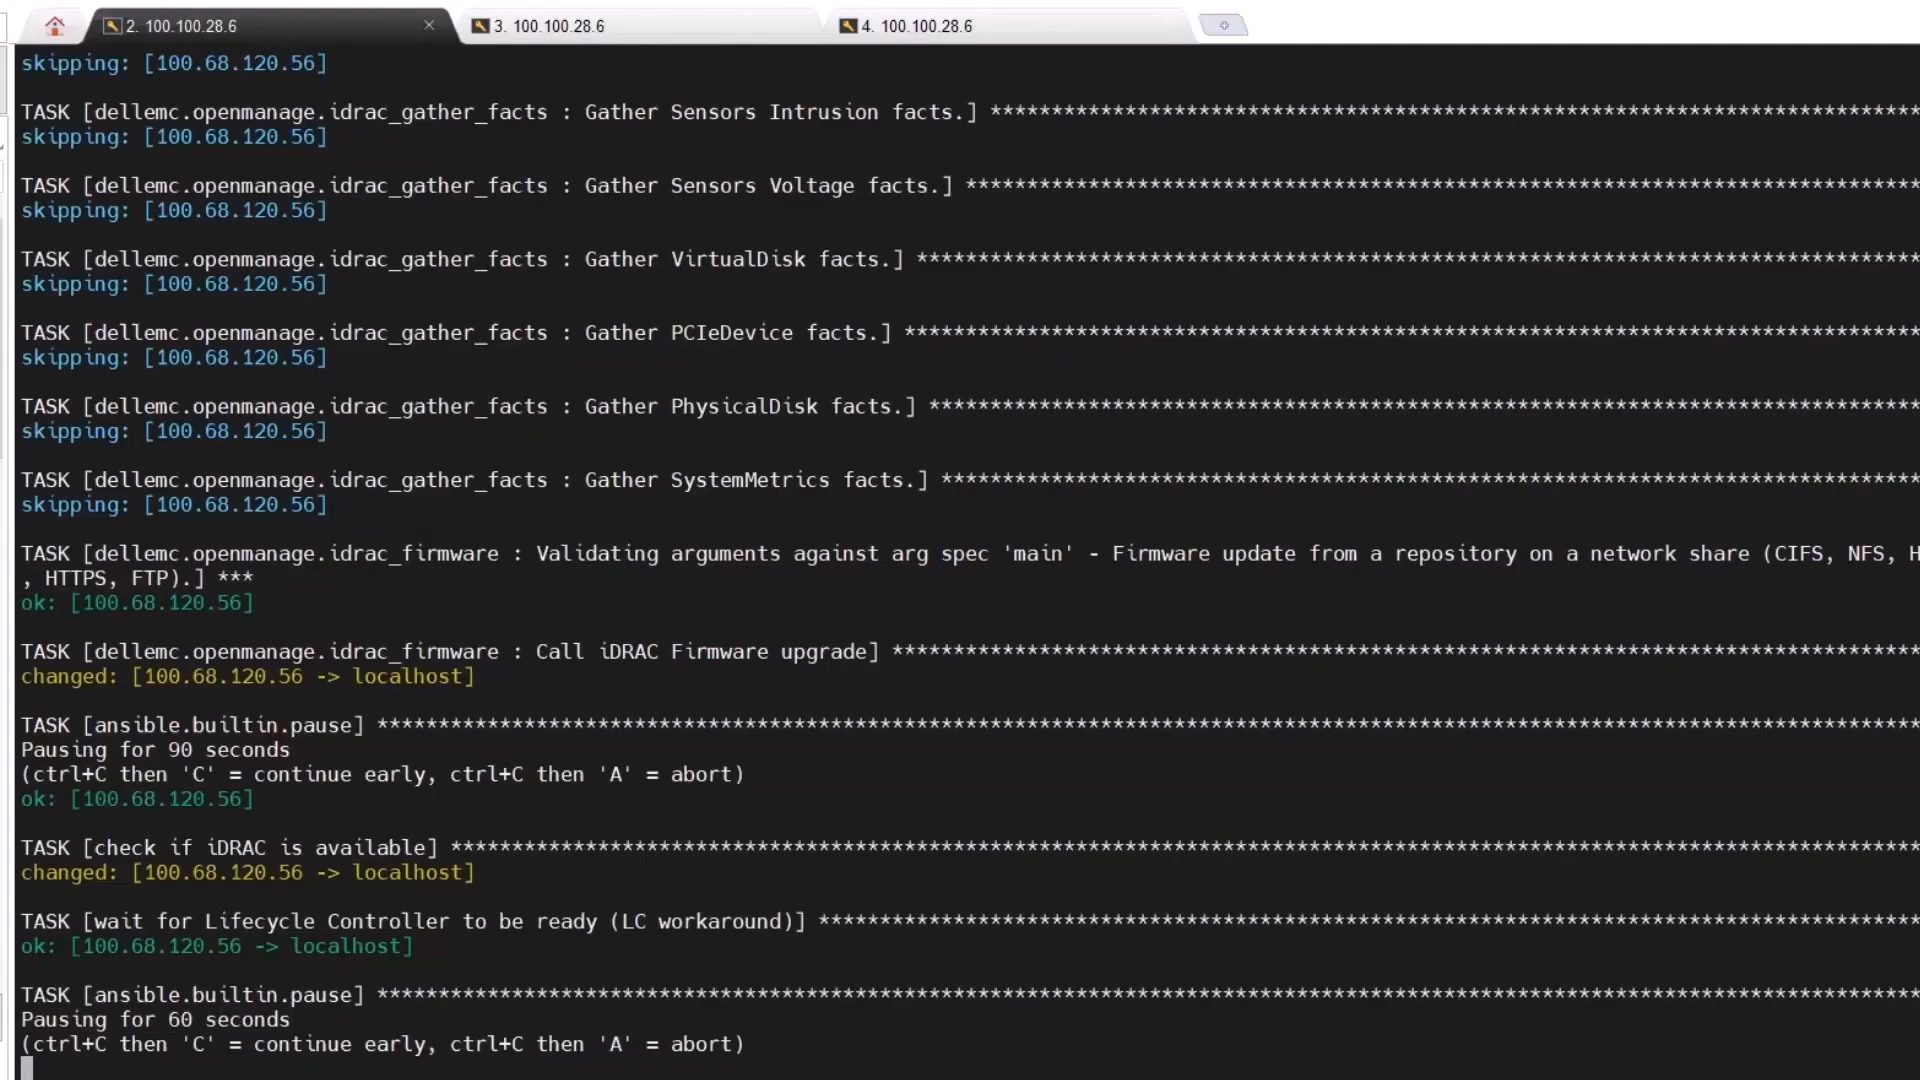 2. 100.100.28.6
3. 100.100.28.6
4. 100.100.28.6
skipping: [100.68.120.56]
TASK [dellemc.openmanage.idrac_gather_facts : Gather Sensors Intrusion facts.] ****************************************************************************
skipping: [100.68.120.56]
TASK [dellemc.openmanage.idrac_gather_facts : Gather Sensors Voltage facts.] ******************************************************************************
skipping: [100.68.120.56]
TASK [dellemc.openmanage.idrac_gather_facts : Gather VirtualDisk facts.] **********************************************************************************
skipping: [100.68.120.56]
TASK [dellemc.openmanage.idrac_gather_facts : Gather PCIeDevice facts.] ***********************************************************************************
skipping: [100.68.120.56]
TASK [dellemc.openmanage.idrac_gather_facts : Gather PhysicalDisk facts.] *********************************************************************************
skipping: [100.68.120.56]
TASK [dellemc.openmanage.idrac_gather_facts : Gather SystemMetrics facts.] ********************************************************************************
skipping: [100.68.120.56]
TASK [dellemc.openmanage.idrac_firmware : Validating arguments against arg spec 'main' - Firmware update from a repository on a network share (CIFS, NFS, H
, HTTPS, FTP).] ***
ok: [100.68.120.56]
TASK [dellemc.openmanage.idrac_firmware : Call iDRAC Firmware upgrade] ************************************************************************************
changed: [100.68.120.56 -> localhost]
TASK [ansible.builtin.pause] ******************************************************************************************************************************
Pausing for 90 seconds
(ctrl+C then 'C' = continue early, ctrl+C then 'A' = abort)
ok: [100.68.120.56]
TASK [check if iDRAC is available] ************************************************************************************************************************
changed: [100.68.120.56 -> localhost]
TASK [wait for Lifecycle Controller to be ready (LC workaround)] ******************************************************************************************
ok: [100.68.120.56 -> localhost]
TASK [ansible.builtin.pause] ******************************************************************************************************************************
Pausing for 60 seconds
(ctrl+C then 'C' = continue early, ctrl+C then 'A' = abort)